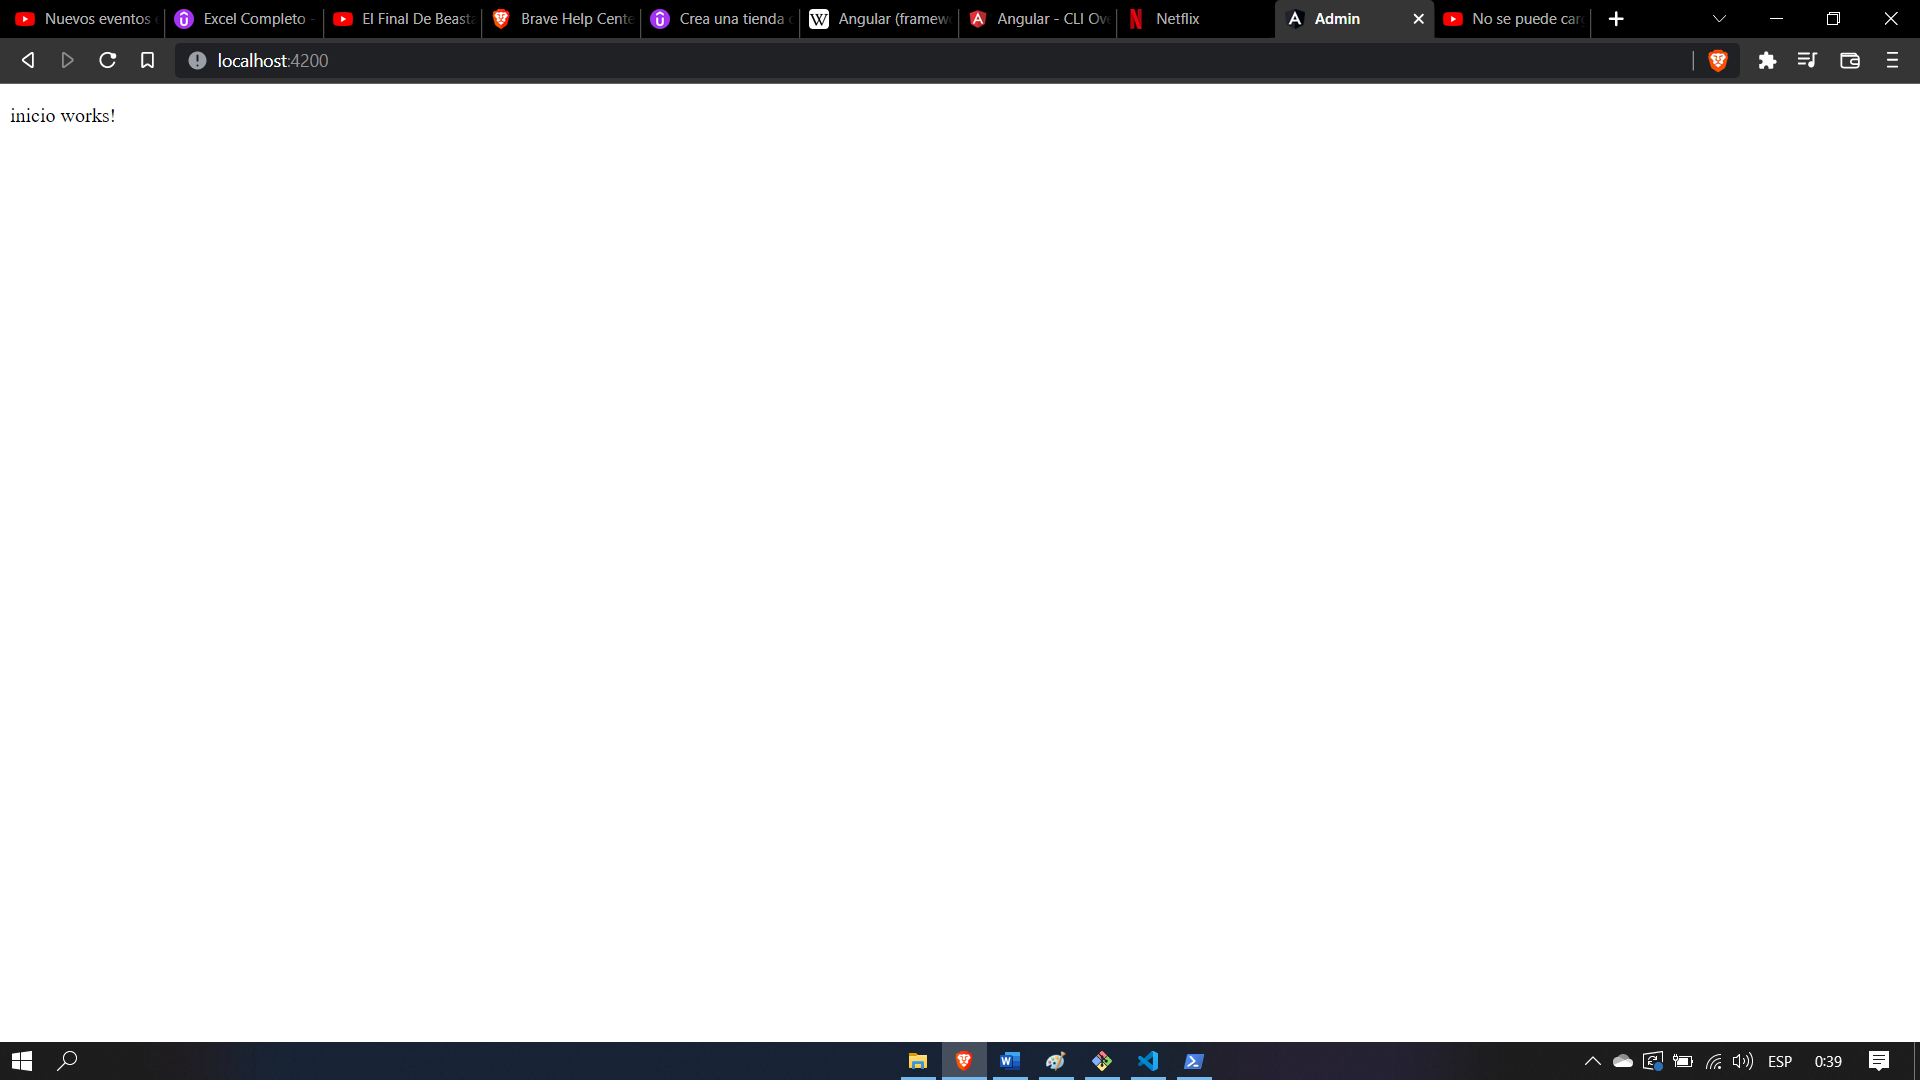 Nuevos eventos
Excel Completo -
El Final De Beasta
Brave Help Cente
Crea una tienda
Angular (framew
Angular - CLI Ov
Netflix
Admin
No se puede car
localhost:4200
inicio works!
ESP
0:39